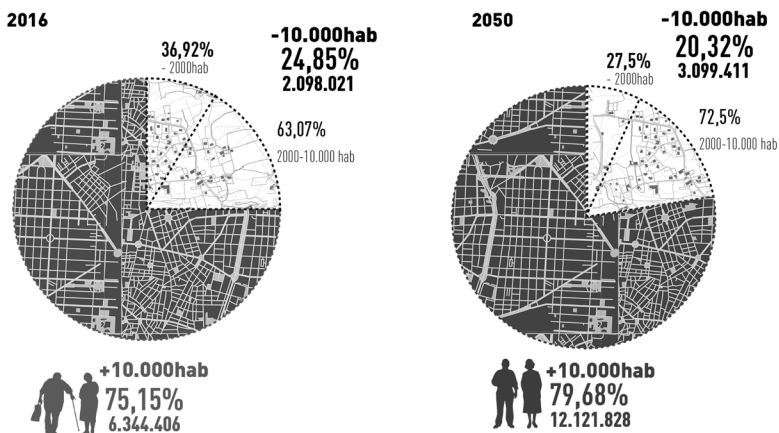 2016
-10.000hab
24,85%
2.098.021
36,92%
- 2000hab
63,07%
2000-10.000 hab
+10.000hab
75,15%
6.344.406
2050
-10.000hab
20,32%
3.099.411
27,5%
- 2000hab
72,5%
2000-10.000 hab
+10.000hab
79,68%
12.121.828